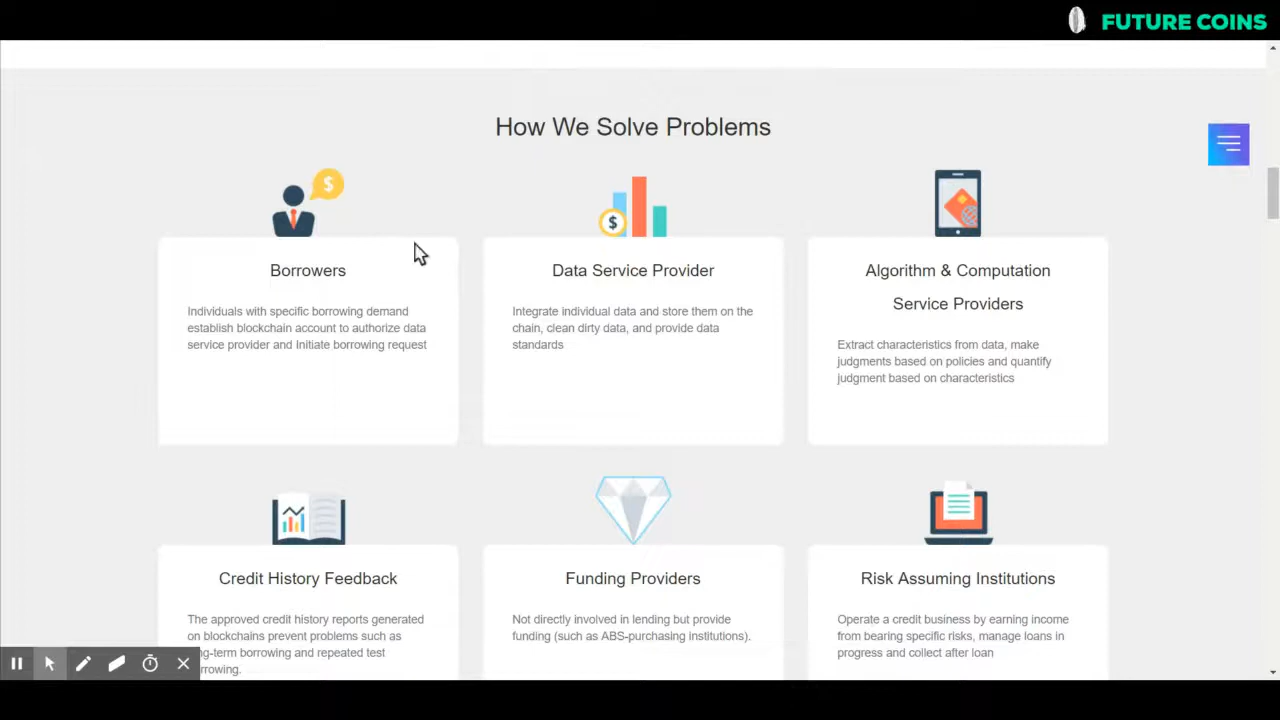 FUTURE COINS
How We Solve Problems
$
$
Borrowers
Individuals with specific borrowing demand
establish blockchain account to authorize data
service provider and Initiate borrowing request
Data Service Provider
Integrate individual data and store them on the
chain, clean dirty data, and provide data
standards
Algorithm & Computation
Service Providers
Extract characteristics from data, make
judgments based on policies and quantify
judgment based on characteristics
Credit History Feedback
The approved credit history reports generated
on blockchains prevent problems such as
ng-term borrowing and repeated test
orrowing.
Funding Providers
Not directly involved in lending but provide
funding (such as ABS-purchasing institutions).
Risk Assuming Institutions
Operate a credit business by earning income
from bearing specific risks, manage loans in
progress and collect after loan